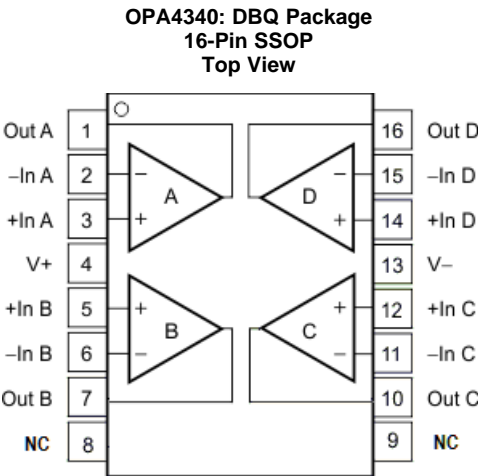 OPA4340: DBQ Package
16-Pin SSOP
Top View
Out A 1 16 Out D
–In A 2 – – 15 –In D
A D
+In A 3 + + 14 +In D
V+ 4 13 V–
+In B 5 + + 12 +In C
B C
–In B 6 – – 11 –In C
Out B 7 10 Out C
NC 8 9 NC